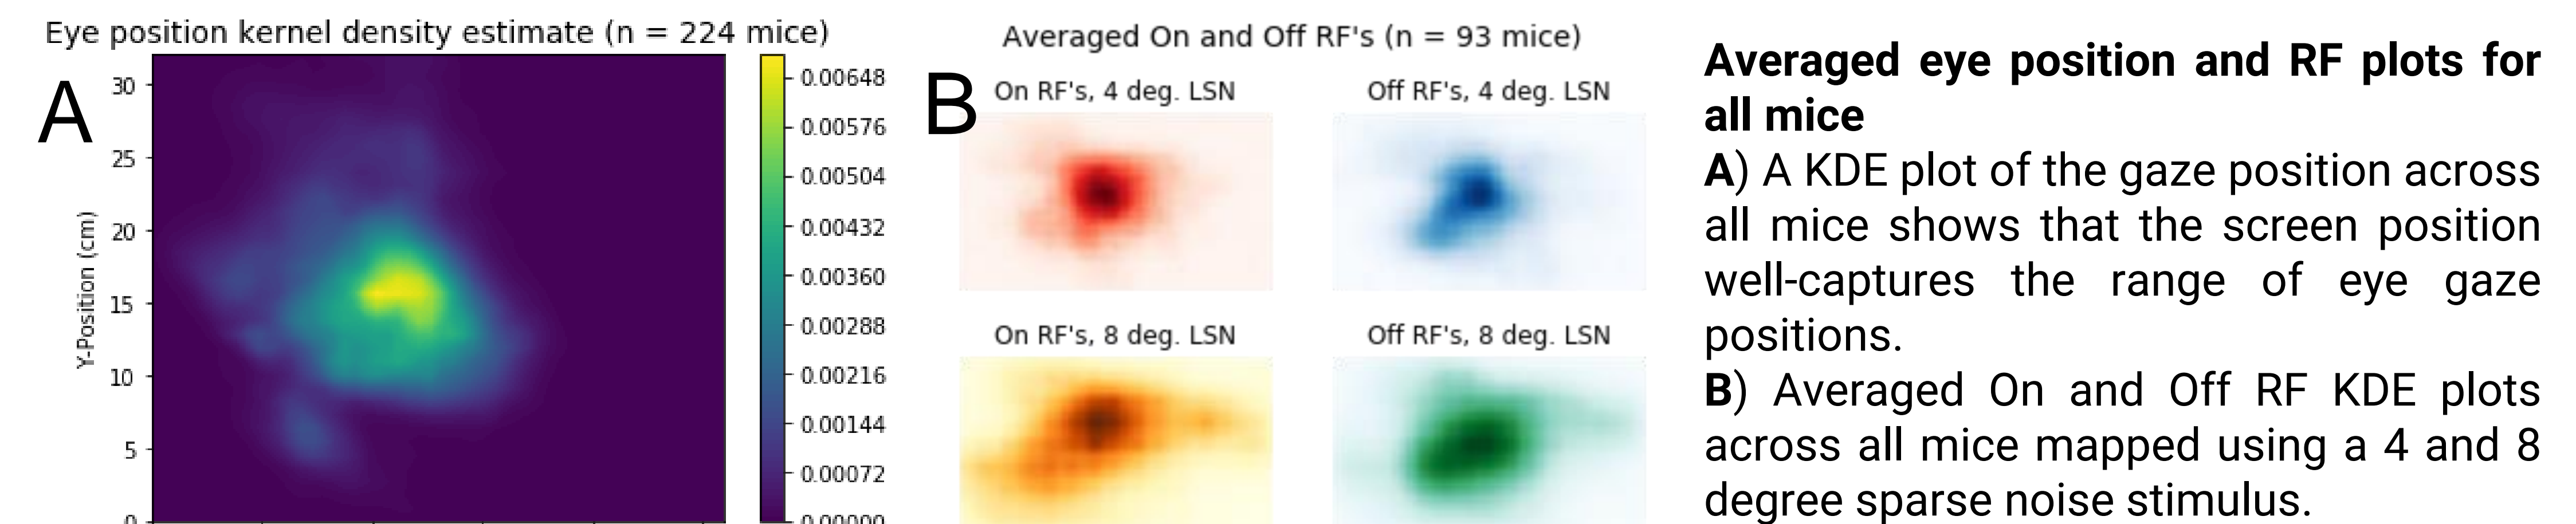 Eye position kernel density estimate (n = 224 mice)
A
30
25
20
15
10
5
0
Y-Position (cm)
0.00648
0.00576
0.00504
0.00432
0.00360
0.00288
0.00216
0.00144
0.00072
0.00000
Averaged On and Off RF's (n = 93 mice)
B
On RF's, 4 deg. LSN
Off RF's, 4 deg. LSN
On RF's, 8 deg. LSN
Off RF's, 8 deg. LSN
Averaged eye position and RF plots for
all mice
A) A KDE plot of the gaze position across
all mice shows that the screen position
well-captures the range of eye gaze
positions.
B) Averaged On and Off RF KDE plots
across all mice mapped using a 4 and 8
degree sparse noise stimulus.